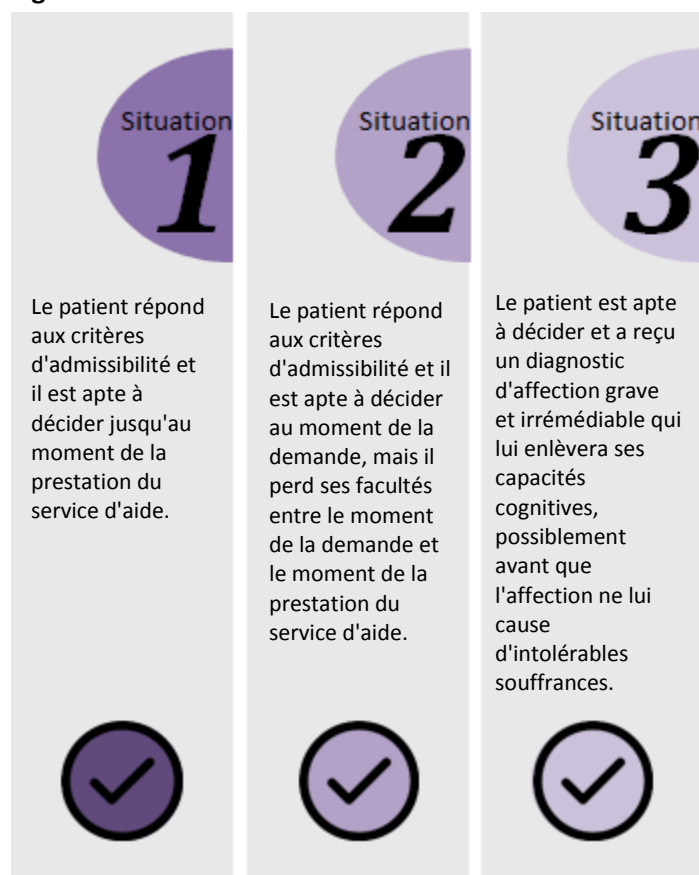 Situation
1
Le patient répond
aux critères
d'admissibilité et
il est apte à
décider jusqu'au
moment de la
prestation du
service d'aide.
Situation
2
Le patient répond
aux critères
d'admissibilité et il
est apte à décider
au moment de la
demande, mais il
perd ses facultés
entre le moment
de la demande et
le moment de la
prestation du
service d'aide.
Situation
3
Le patient est apte
à décider et a reçu
un diagnostic
d'affection grave
et irrémédiable qui
lui enlèvera ses
capacités
cognitives,
possiblement
avant que
l'affection ne lui
cause
d'intolérables
souffrances.